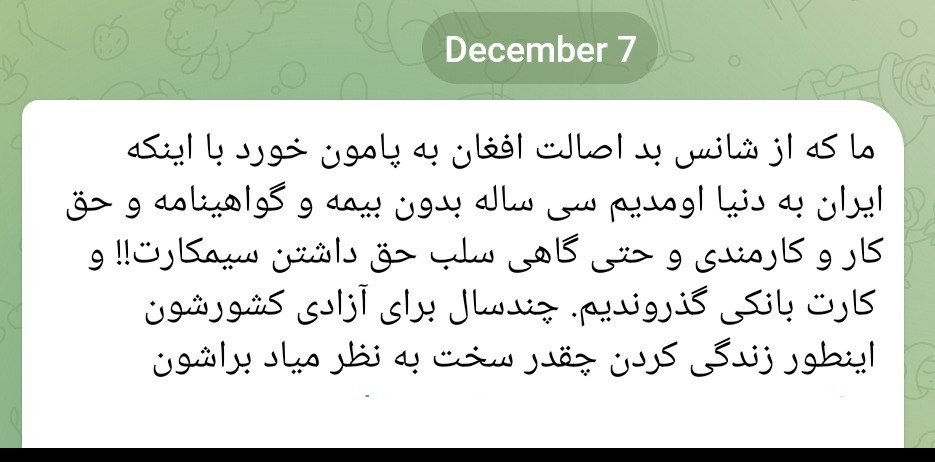 December 7
ما که از شانس بد اصالت افغان به پامون خورد با اینکه
ایران به دنیا اومدیم سی ساله بدون بیمه و گواهینامه و حق
کار و کارمندی و حتی گاهی سلب حق داشتن سیمکارت!! و
کارت بانکی گذروندیم. چندسال برای آزادی کشورشون
اینطور زندگی کردن چقدر سخت به نظر میاد براشون